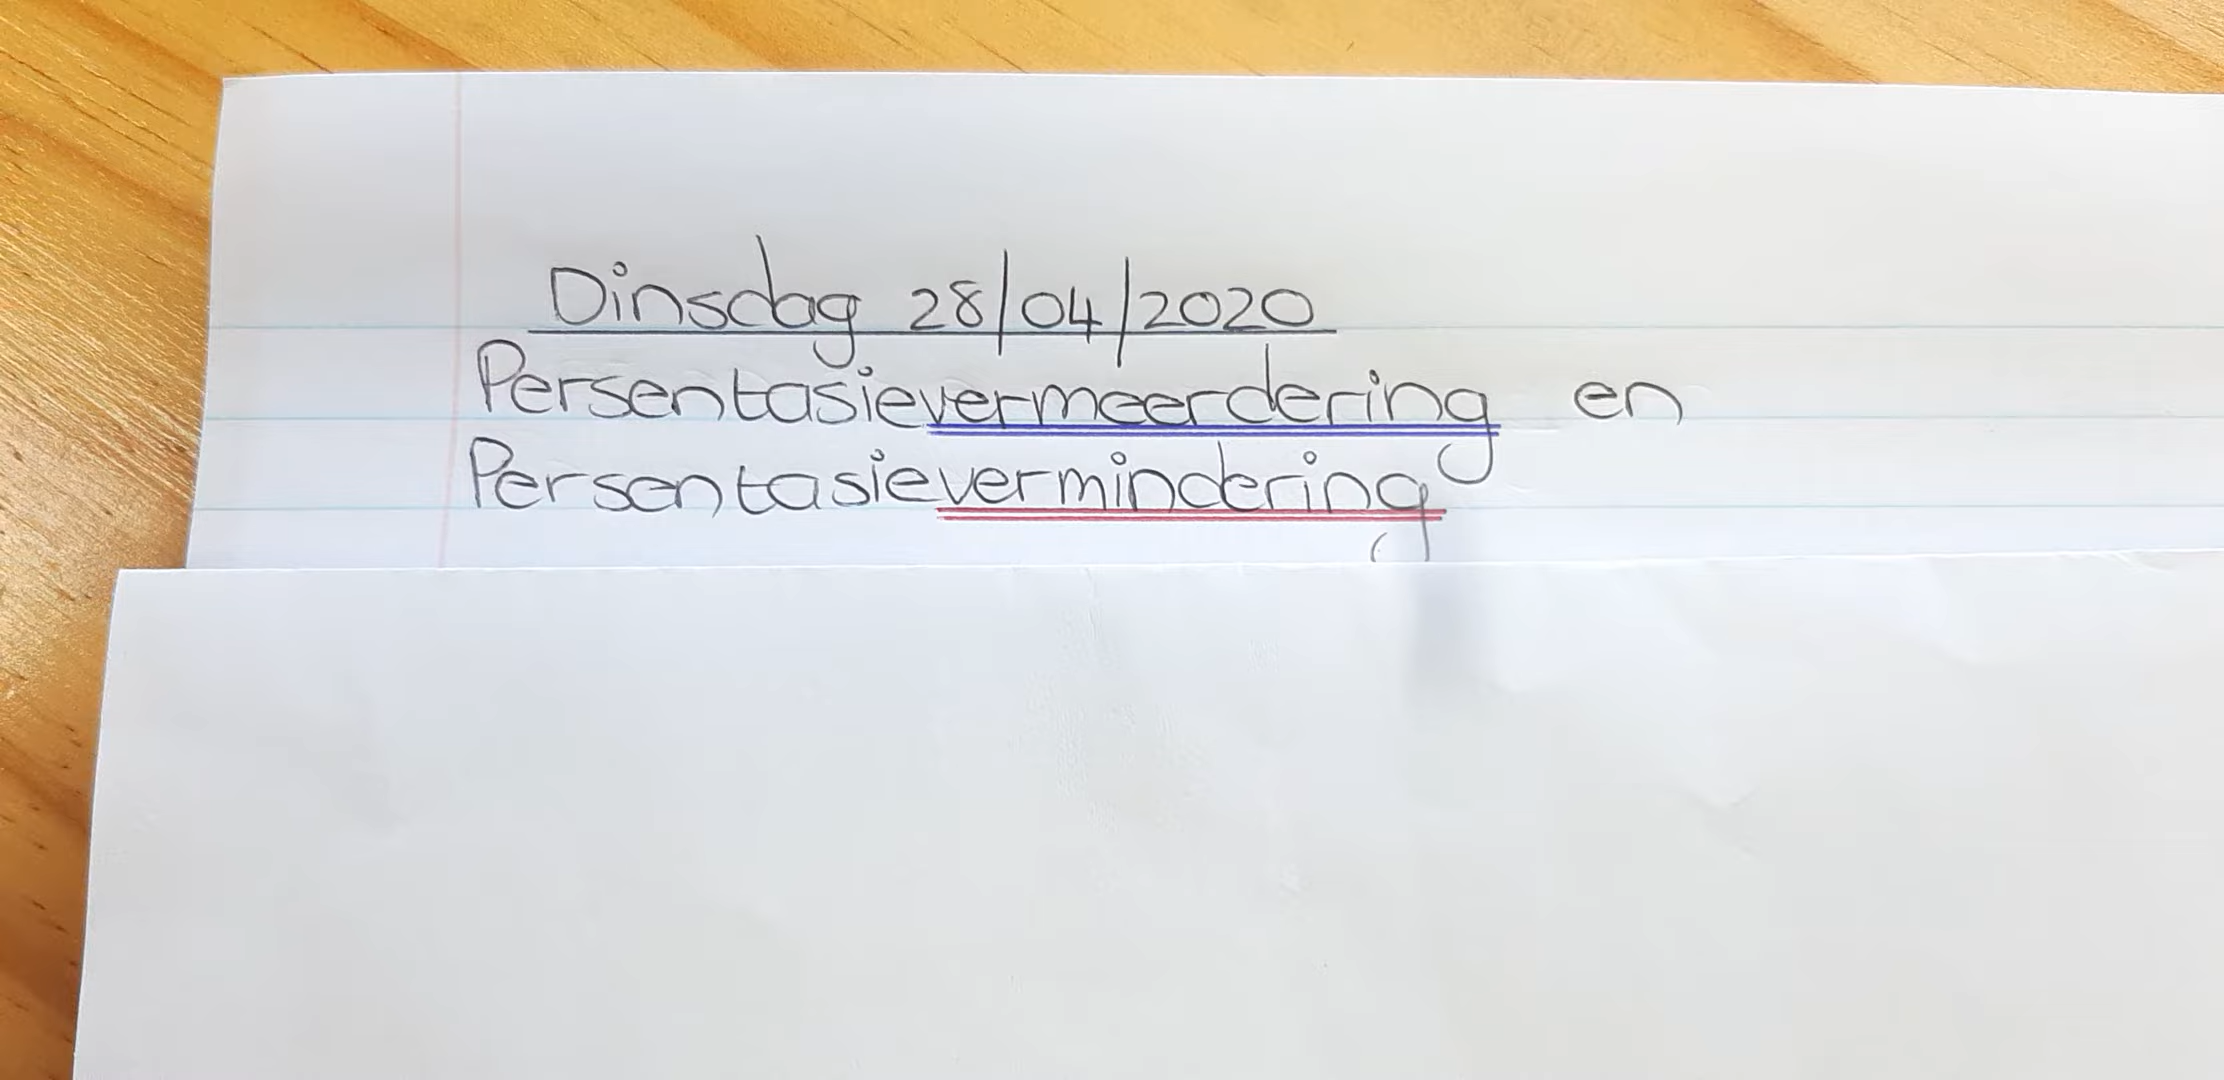 Dinsdag 28/04/2020
Persentasievermeerdering en
Persentasievermindering